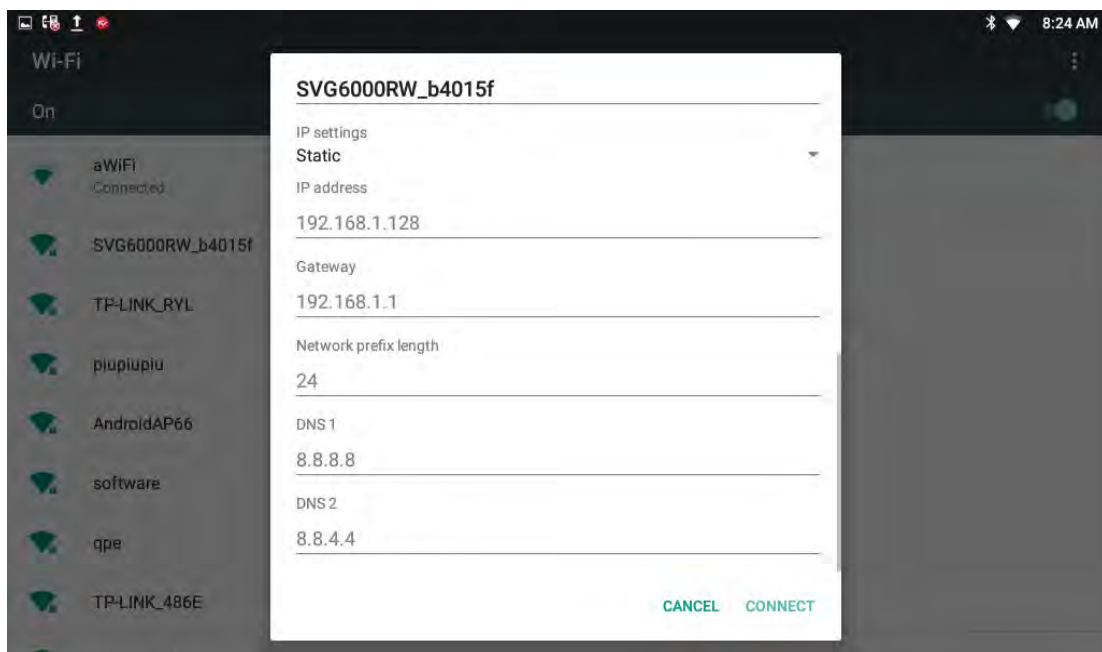 8:24 AM
Wi-Fi
On
aWiFi
Connected
SVG6000RW_b4015f
TP-LINK_RYL
piupiupiu
AndroidAP66
software
qpe
TP-LINK_486E
SVG6000RW_b4015f
IP settings
Static
IP address
192.168.1.128
Gateway
192.168.1.1
Network prefix length
24
DNS 1
8.8.8.8
DNS 2
8.8.4.4
CANCEL CONNECT